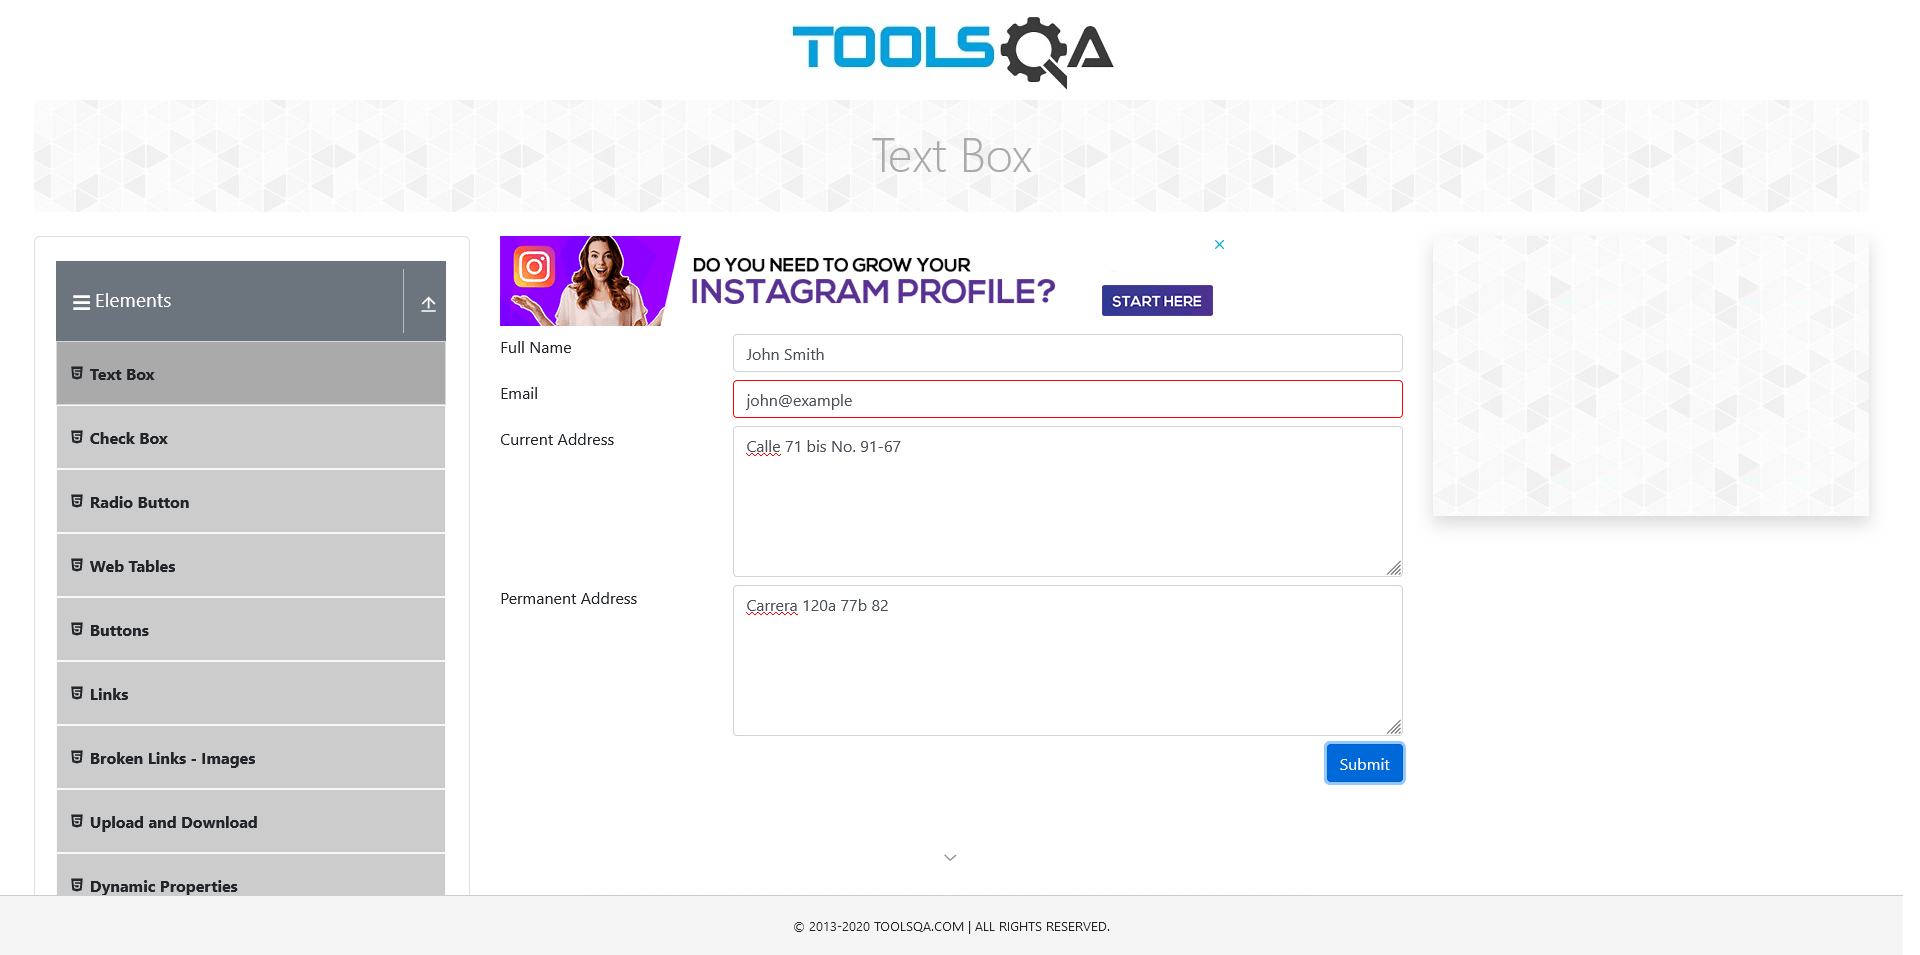 TOOLSQA
Text Box
Elements
Text Box
Check Box
Radio Button
Web Tables
Buttons
Links
Broken Links - Images
Upload and Download
Dynamic Properties
DO YOU NEED TO GROW YOUR
INSTAGRAM PROFILE?
START HERE
Full Name
John Smith
Email
john@example
Current Address
Calle 71 bis No. 91-67
Permanent Address
Carrera 120a 77b 82
Submit
© 2013-2020 TOOLSQA.COM | ALL RIGHTS RESERVED.